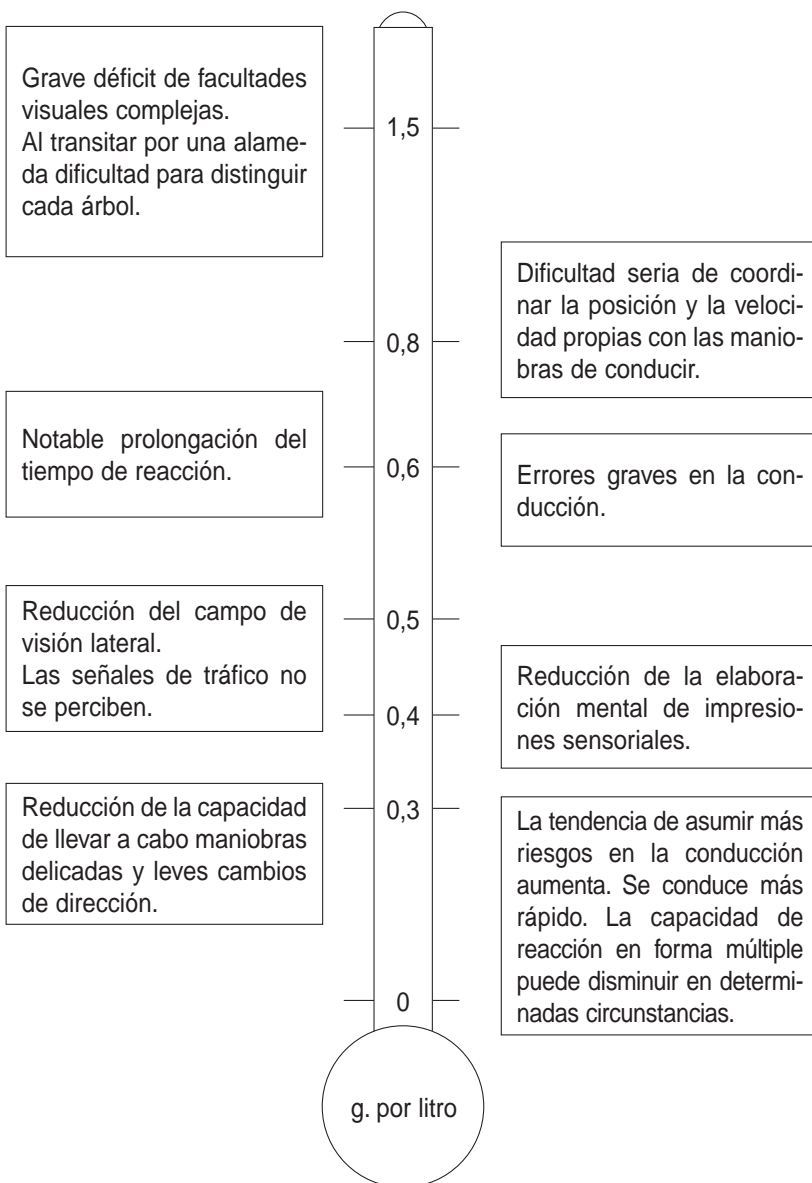 Grave déficit de facultades
visuales complejas.
Al transitar por una alame-
da dificultad para distinguir
cada árbol.
1,5
Dificultad seria de coordi-
nar la posición y la veloci-
dad propias con las manio-
bras de conducir.
0,8
Notable prolongación del
tiempo de reacción.
0,6
Errores graves en la con-
ducción.
Reducción del campo de
visión lateral.
Las señales de tráfico no
se perciben.
0,5
Reducción de la elabora-
ción mental de impresio-
nes sensoriales.
0,4
Reducción de la capacidad
de llevar a cabo maniobras
delicadas y leves cambios
de dirección.
0,3
La tendencia de asumir más
riesgos en la conducción
aumenta. Se conduce más
rápido. La capacidad de
reacción en forma múltiple
puede disminuir en determi-
nadas circunstancias.
0
g. por litro